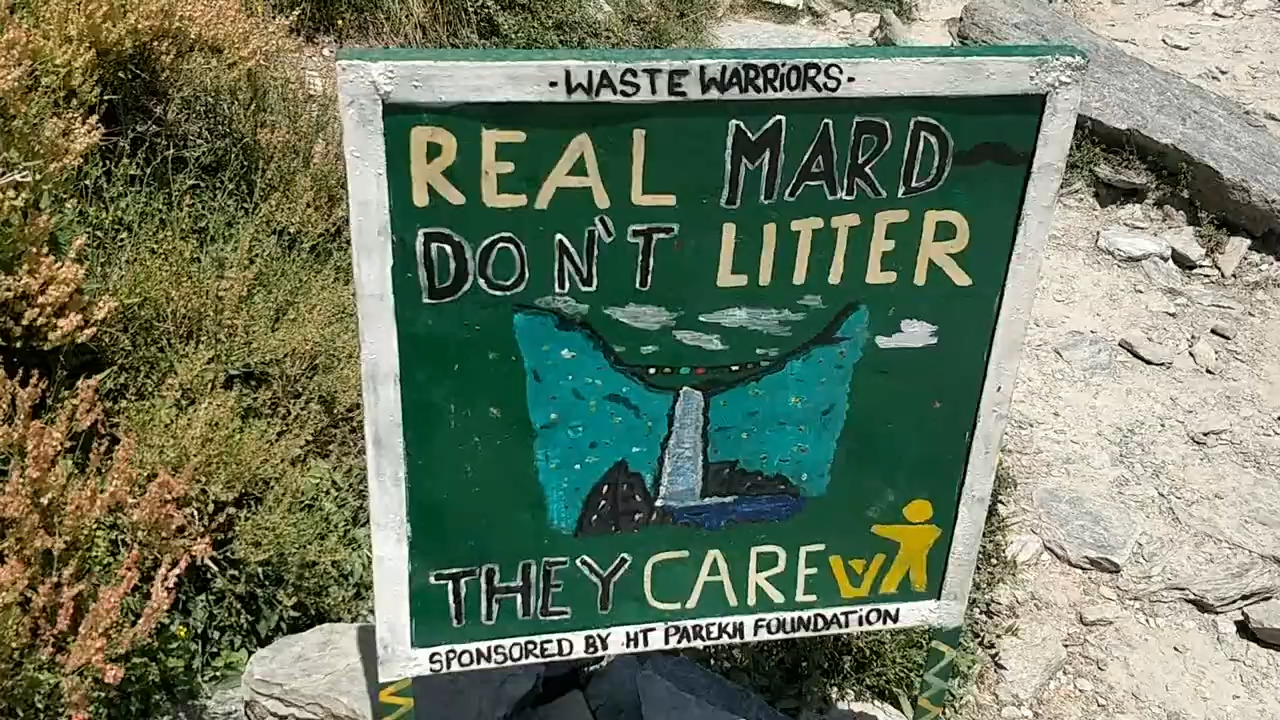 -WASTE WARRiORS-
REAL MARD
DON'T LITTER
THEY CARE
SPONSORED BY HT PAREKH FOUNDATION